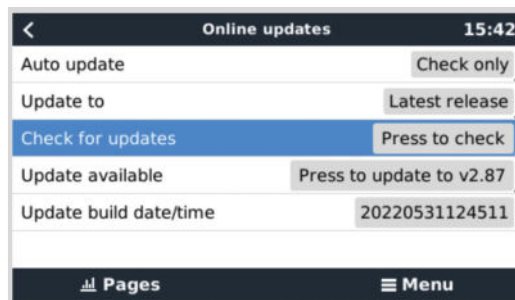 Online updates 15:42
Auto update Check only
Update to Latest release
Check for updates Press to check
Update available Press to update to v2.87
Update build date/time 20220531124511
Pages Menu